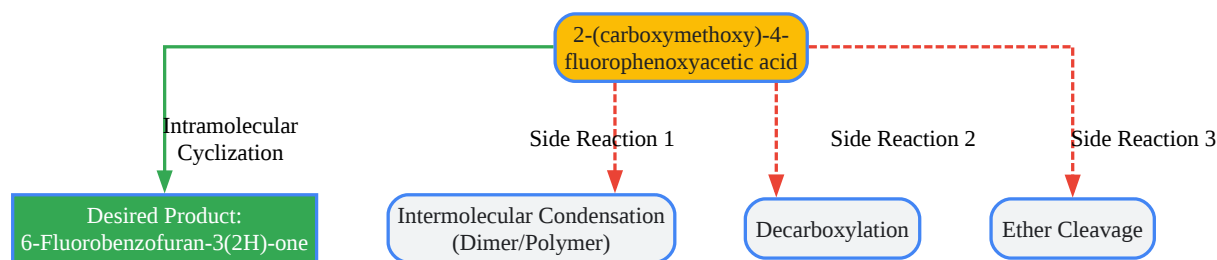 2-(carboxymethoxy)-4-
fluorophenoxyacetic acid
Intramolecular
Cyclization
Side Reaction 1
Side Reaction 2
Side Reaction 3
Desired Product:
6-Fluorobenzofuran-3(2H)-one
Intermolecular Condensation
(Dimer/Polymer)
Decarboxylation
Ether Cleavage